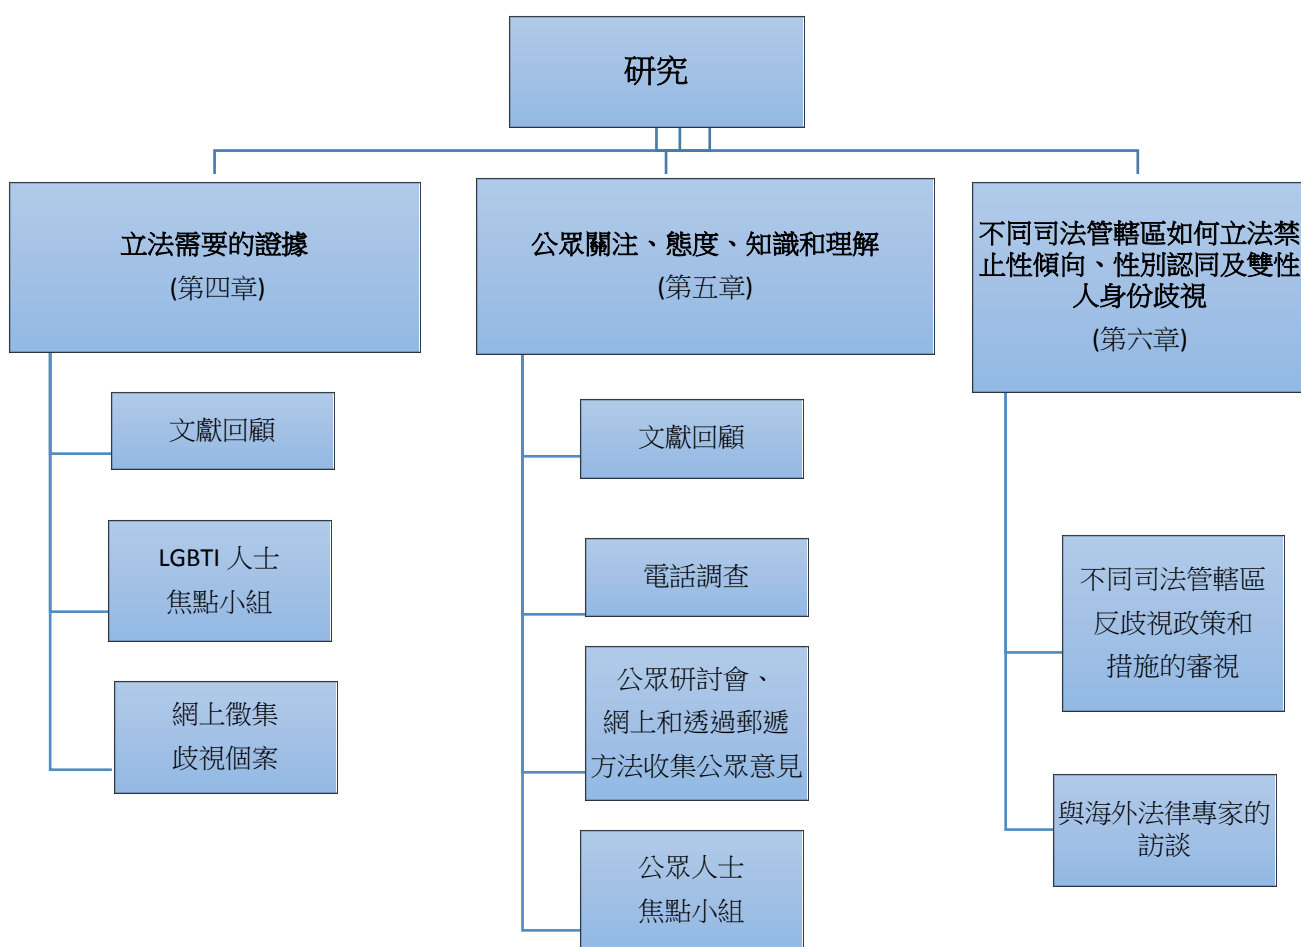 研究
立法需要的證據
(第四章)
文獻回顧
LGBTI 人士
焦點小組
網上徵集
歧視個案
公眾關注、態度、知識和理解
(第五章)
文獻回顧
電話調查
公眾研討會、
網上和透過郵遞
方法收集公眾意見
公眾人士
焦點小組
不同司法管轄區如何立法禁
止性傾向、性別認同及雙性
人身份歧視
(第六章)
不同司法管轄區
反歧視政策和
措施的審視
與海外法律專家的
訪談